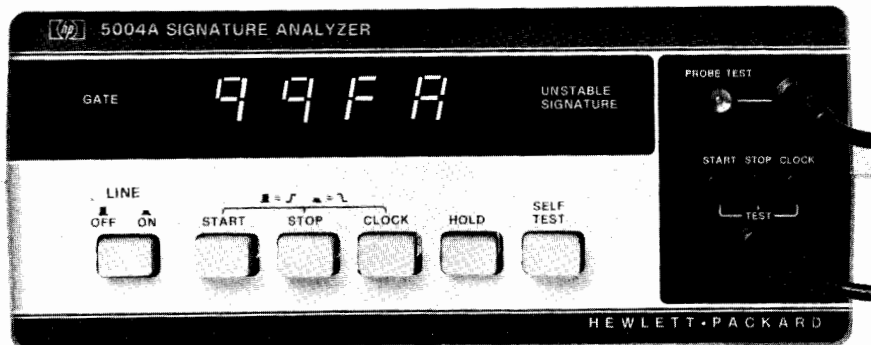 hp 5004A SIGNATURE ANALYZER
GATE
99FA
UNSTABLE
SIGNATURE
PROBE TEST
START STOP CLOCK
TEST
LINE
OFF ON
START
STOP
CLOCK
HOLD
SELF
TEST
HEWLETT•PACKARD